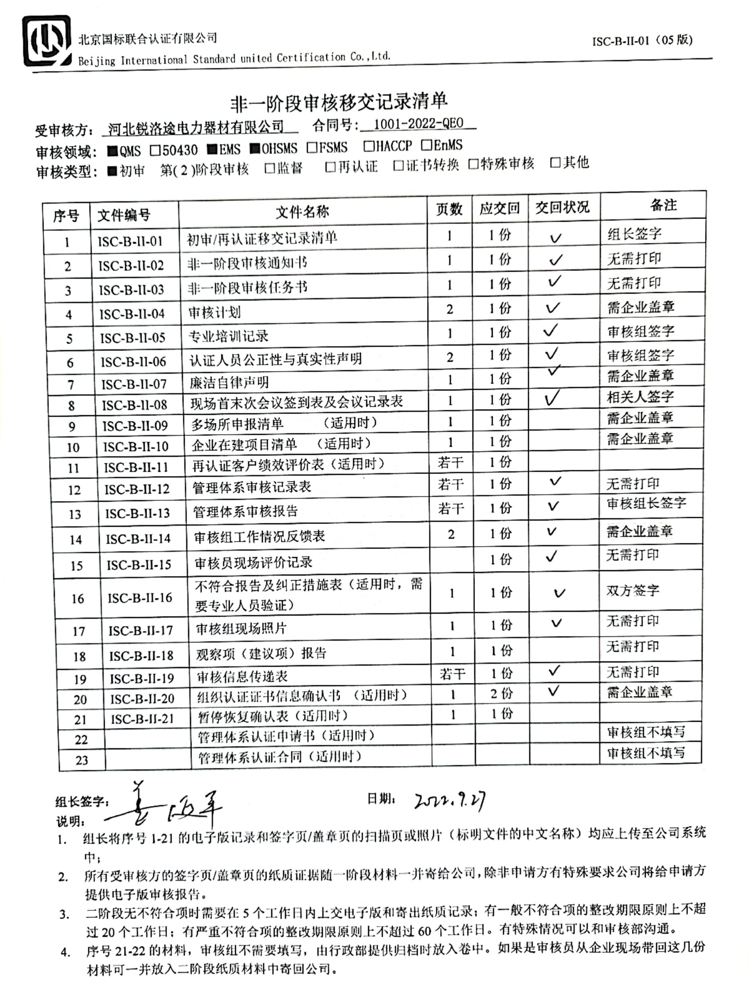 北京国标联合认证有限公司
ISC-B-II-01（05 版)
Beijing International Standard united Certification Co.,Ltd.
非一阶段审核移交记录清单
受审核方： 河北锐洛途电力器材有限公司 合同号： 1001-2022-QEO
审核领域：■QMS □50430 ■EMS ■OHSMS □FSMS □HACCP □EnMS
审核类型：■初审 第(2)阶段审核 □监督 □再认证 □证书转换 □特殊审核 □其他
序号 文件编号 文件名称 页数 应交回 交回状况 备注
1 ISC-B-II-01 初审/再认证移交记录清单 1 1 份 ✓ 组长签字
2 ISC-B-II-02 非一阶段审核通知书 1 1 份 ✓ 无需打印
3 ISC-B-II-03 非一阶段审核任务书 1 1 份 ✓ 无需打印
4 ISC-B-II-04 审核计划 2 1 份 ✓ 需企业盖章
5 ISC-B-II-05 专业培训记录 1 1 份 ✓ 审核组签字
6 ISC-B-II-06 认证人员公正性与真实性声明 2 1 份 ✓ 审核组签字
7 ISC-B-II-07 廉洁自律声明 1 1 份 ✓ 需企业盖章
8 ISC-B-II-08 现场首末次会议签到表及会议记录表 1 1 份 ✓ 相关人签字
9 ISC-B-II-09 多场所申报清单 （适用时） 1 1 份 需企业盖章
10 ISC-B-II-10 企业在建项目清单 （适用时） 1 1 份 需企业盖章
11 ISC-B-II-11 再认证客户绩效评价表（适用时） 若干 1 份
12 ISC-B-II-12 管理体系审核记录表 若干 1 份 ✓ 无需打印
13 ISC-B-II-13 管理体系审核报告 若干 1 份 ✓ 审核组长签字
14 ISC-B-II-14 审核组工作情况反馈表 2 1 份 ✓ 需企业盖章
15 ISC-B-II-15 审核员现场评价记录 1 份 ✓ 无需打印
16 ISC-B-II-16 不符合报告及纠正措施表（适用时，需 1 1 份 ✓ 双方签字
要专业人员验证）
17 ISC-B-II-17 审核组现场照片 1 1 份 ✓ 无需打印
18 ISC-B-II-18 观察项（建议项）报告 1 1 份 无需打印
19 ISC-B-II-19 审核信息传递表 若干 1 份 ✓ 无需打印
20 ISC-B-II-20 组织认证证书信息确认书 （适用时） 1 2 份 ✓ 需企业盖章
21 ISC-B-II-21 暂停恢复确认表（适用时） 1 1 份
22 管理体系认证申请书（适用时） 审核组不填写
23 管理体系认证合同（适用时） 审核组不填写
组长签字： 日期： 2022.9.27
说明：
1. 组长将序号 1-21 的电子版记录和签字页/盖章页的扫描页或照片（标明文件的中文名称）均应上传至公司系统
中；
2. 所有受审核方的签字页/盖章页的纸质证据随一阶段材料一并寄给公司，除非申请方有特殊要求公司将给申请方
提供电子版审核报告。
3. 二阶段无不符合项时需要在 5 个工作日内上交电子版和寄出纸质记录；有一般不符合项的整改期限原则上不超
过 20 个工作日；有严重不符合项的整改期限原则上不超过 60 个工作日。有特殊情况可以和审核部沟通。
4. 序号 21-22 的材料，审核组不需要填写，由行政部提供归档时放入卷中。如果是审核员从企业现场带回这几份
材料可一并放入二阶段纸质材料中寄回公司。